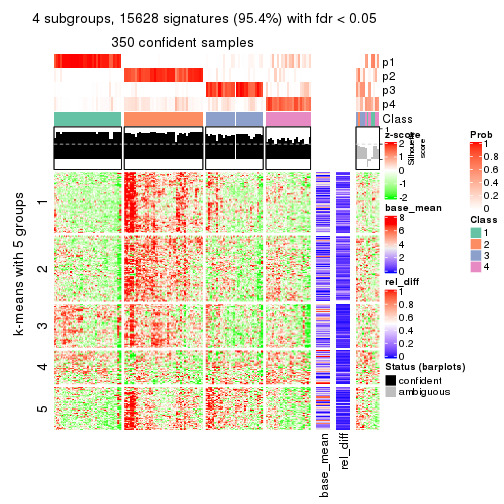 4 subgroups, 15628 signatures (95.4%) with fdr < 0.05
350 confident samples
p1
p2
p3
p4
Class
1
Silhouette
score
k-means with 5 groups
1
2
3
4
5
base_mean
rel_diff
z-score
2
1
0
-1
-2
base_mean
8
6
4
2
0
rel_diff
1
0.8
0.6
0.4
0.2
0
Status (barplots)
confident
ambiguous
Prob
1
0.8
0.6
0.4
0.2
0
Class
1
2
3
4